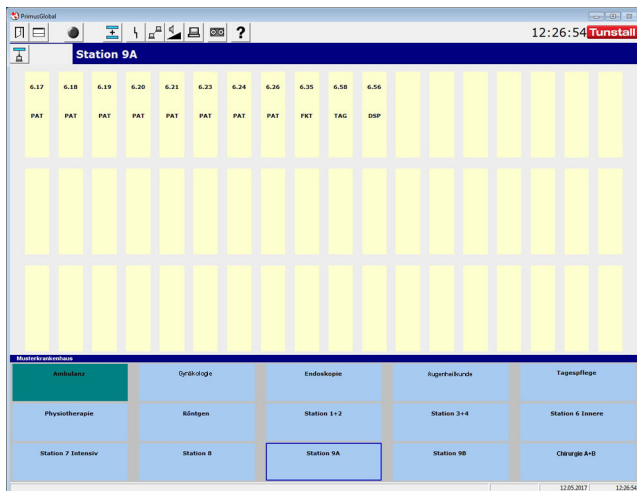 PrimusGlobal
? 12:26:54 Tunstall
Station 9A
6.17 6.18 6.19 6.20 6.21 6.23 6.24 6.26 6.35 6.58 6.56
PAT PAT PAT PAT PAT PAT PAT PAT FKT TAG DSP
Musterkrankenhaus
Ambulanz Gynäkologie Endoskopie Augenheilkunde Tagespflege
Physiotherapie Röntgen Station 1+2 Station 3+4 Station 6 Innere
Station 7 Intensiv Station 8 Station 9A Station 9B Chirurgie A+B
12.05.2017 12:26:54